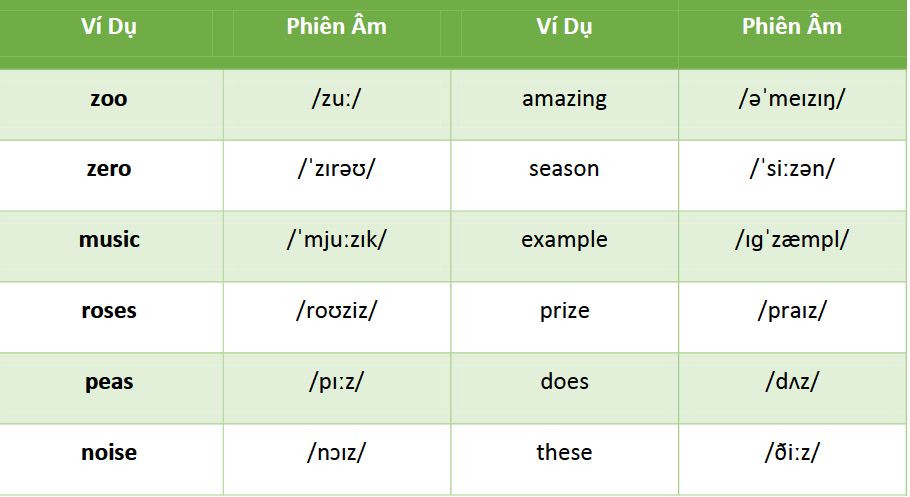 Ví Dụ Phiên Âm Ví Dụ Phiên Âm
zoo /zuː/ amazing /əˈmeɪzɪŋ/
zero /ˈzɪrəʊ/ season /ˈsiːzən/
music /ˈmjuːzɪk/ example /ɪgˈzæmpl/
roses /roʊziz/ prize /praɪz/
peas /pɪːz/ does /dʌz/
noise /nɔɪz/ these /ðiːz/